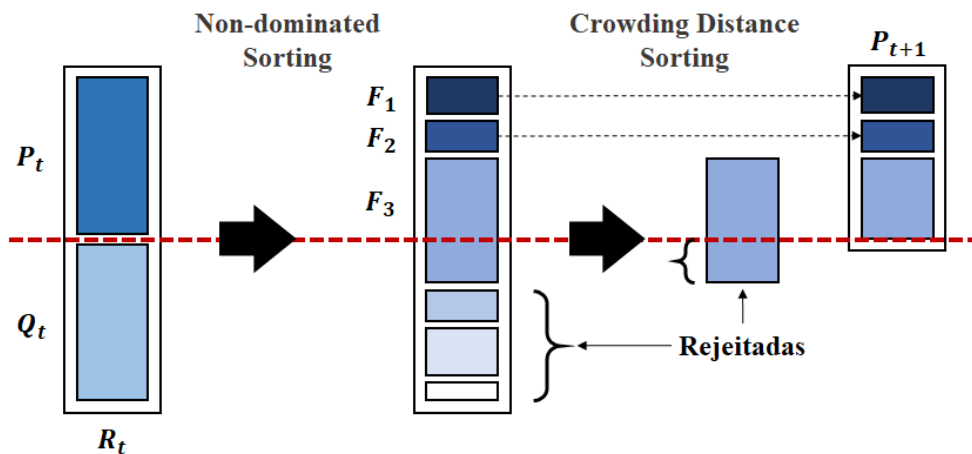 Non-dominated
Sorting
Crowding Distance
Sorting
P_{t+1}
F_1
F_2
P_t
F_3
Q_t
Rejeitadas
R_t